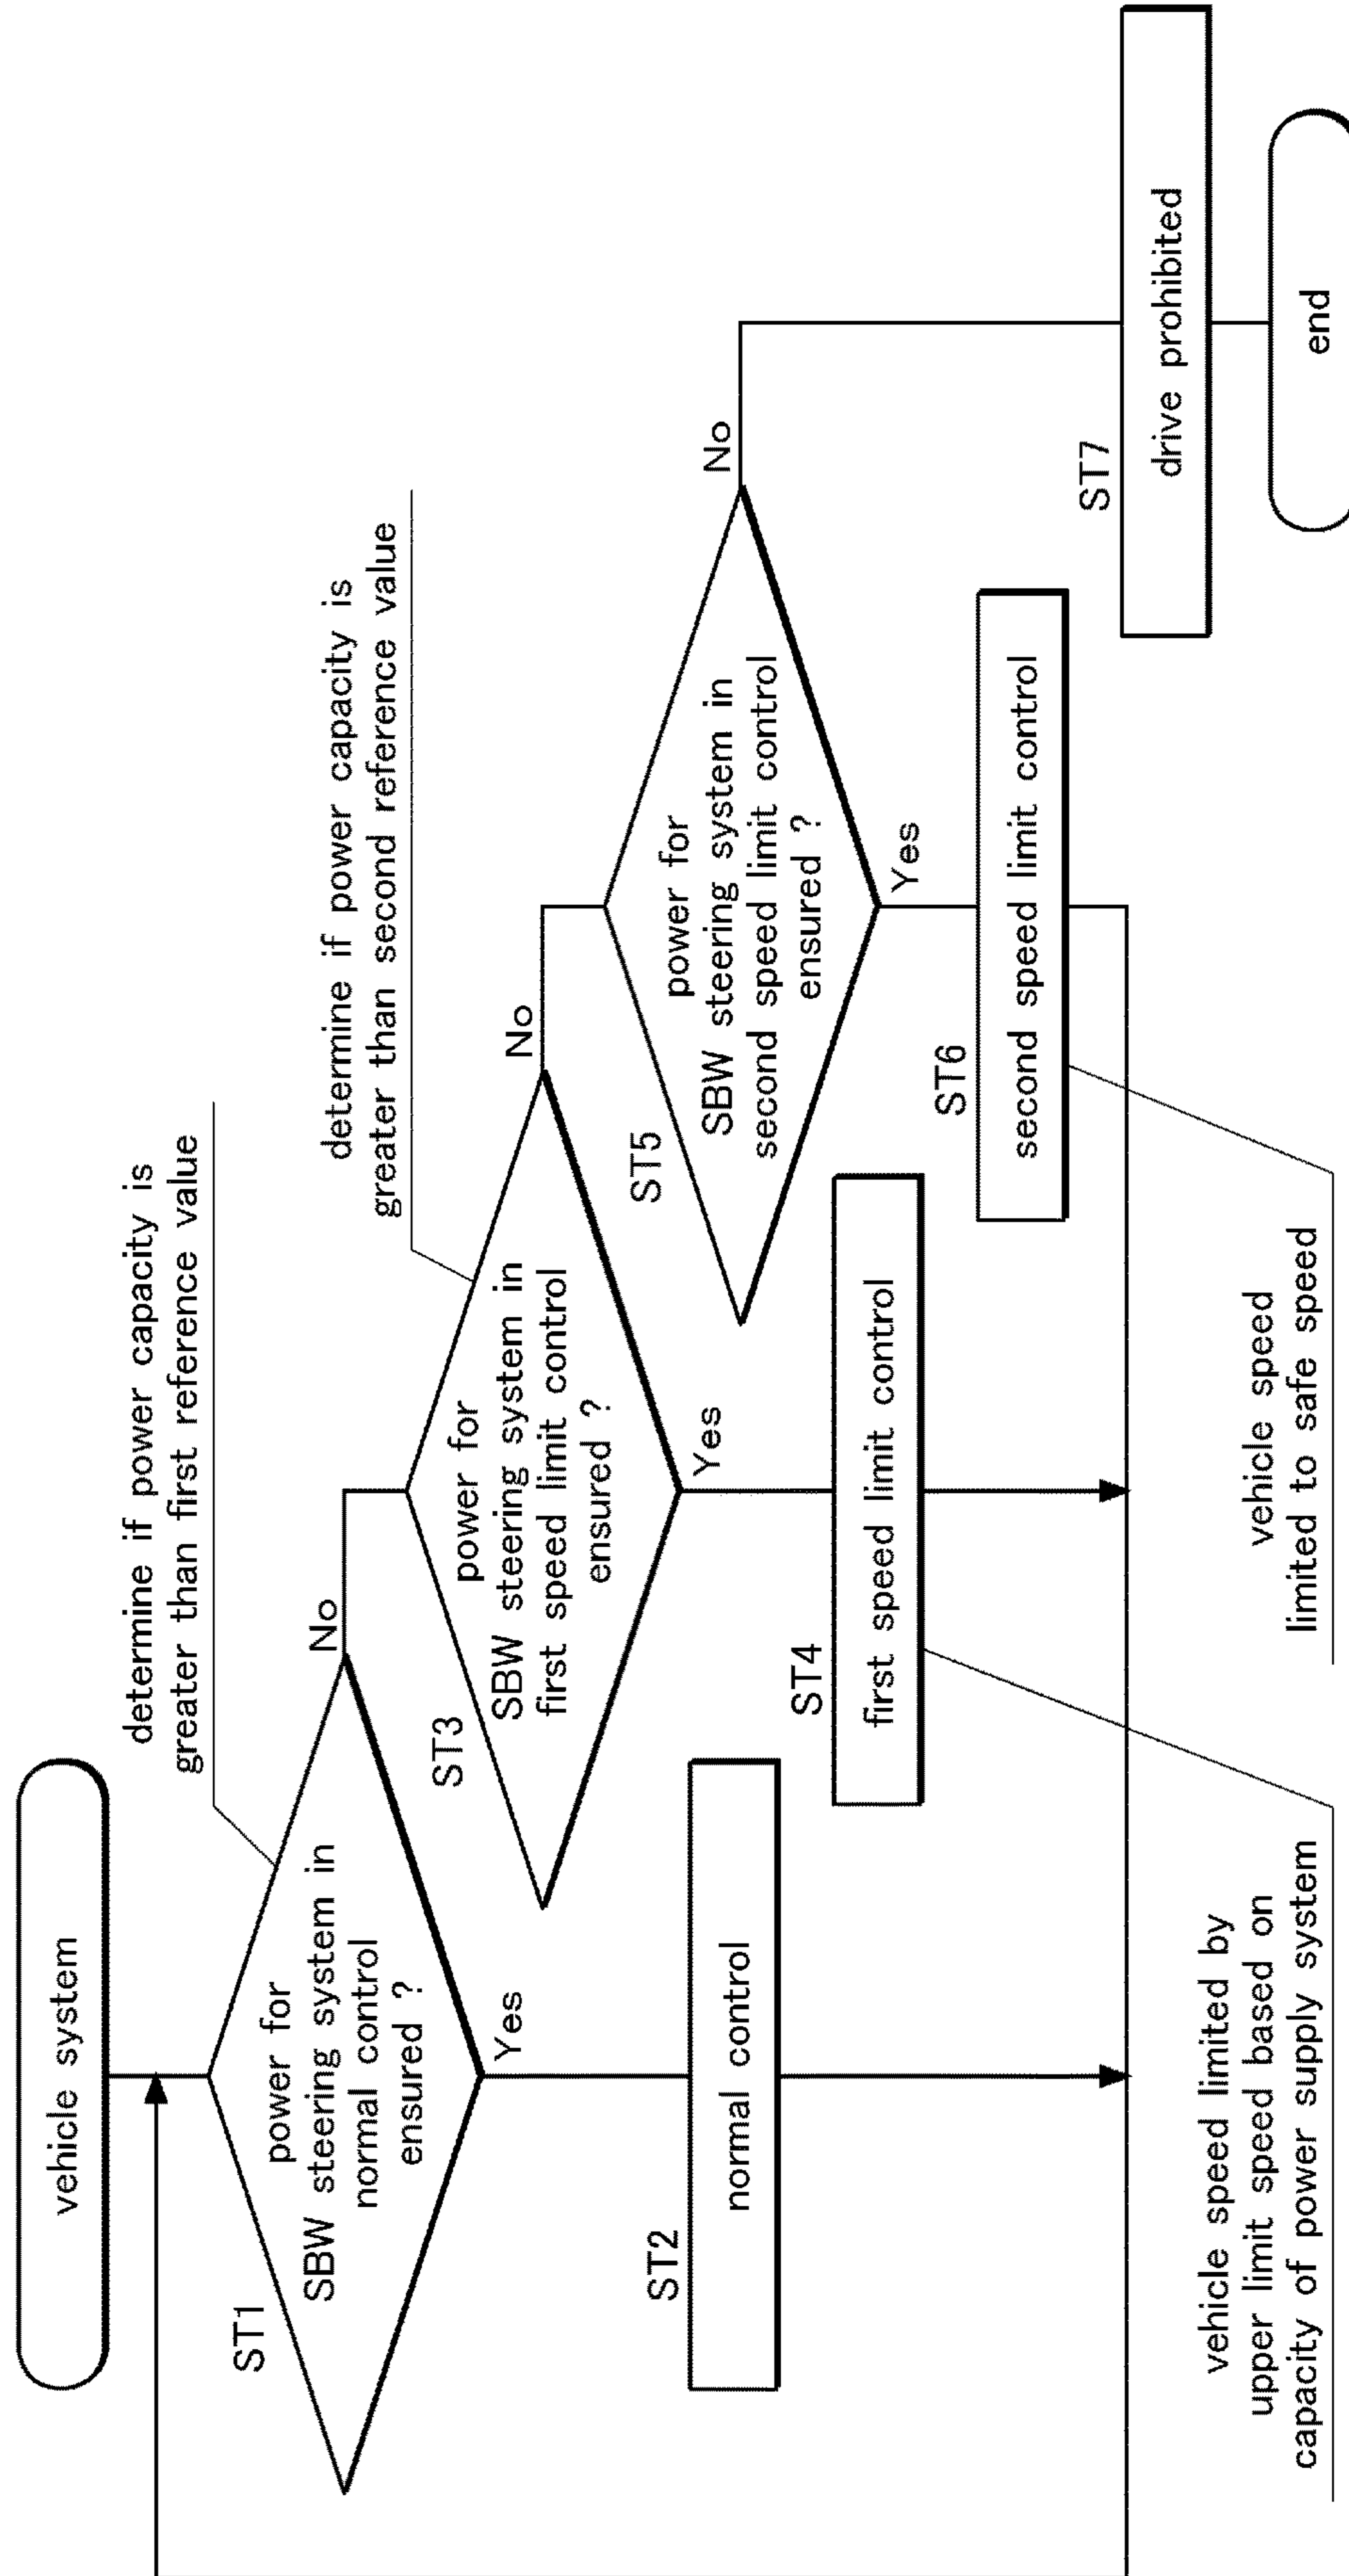 vehicle system
determine if power capacity is
greater than first reference value
ST1
power for
SBW steering system in
normal control
ensured ?
No
Yes
ST2
normal control
determine if power capacity is
greater than second reference value
ST3
power for
SBW steering system in
first speed limit control
ensured ?
No
Yes
ST4
first speed limit control
ST5
power for
SBW steering system in
second speed limit control
ensured ?
No
Yes
ST6
second speed limit control
ST7
drive prohibited
end
vehicle speed limited by
upper limit speed based on
capacity of power supply system
vehicle speed
limited to safe speed